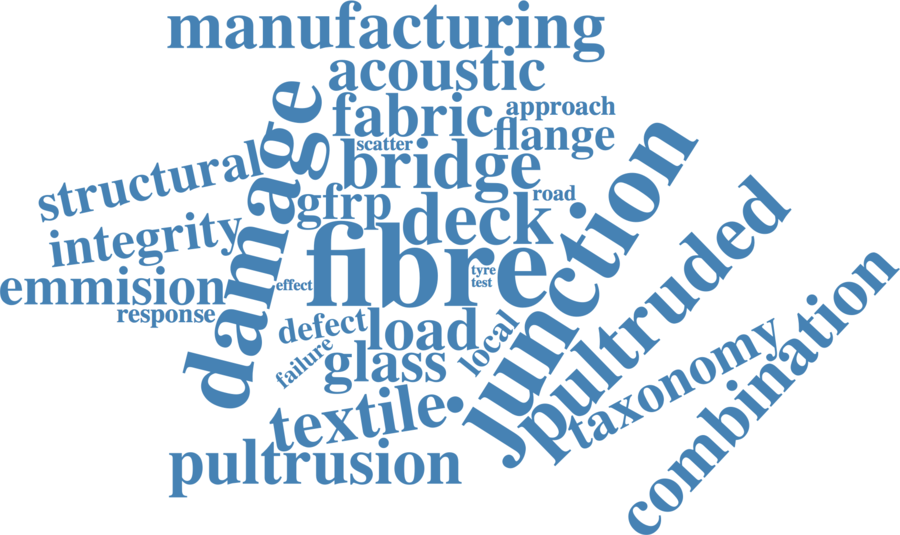 manufacturing
acoustic
fabric
approach
flange
scatter
bridge
structural
damage
gfrp
road
deck
junction
integrity
fibre
tyre
test
pultruded
emmision
effect
response
defect
load
local
failure
glass
taxonomy
combination
textile
pultrusion